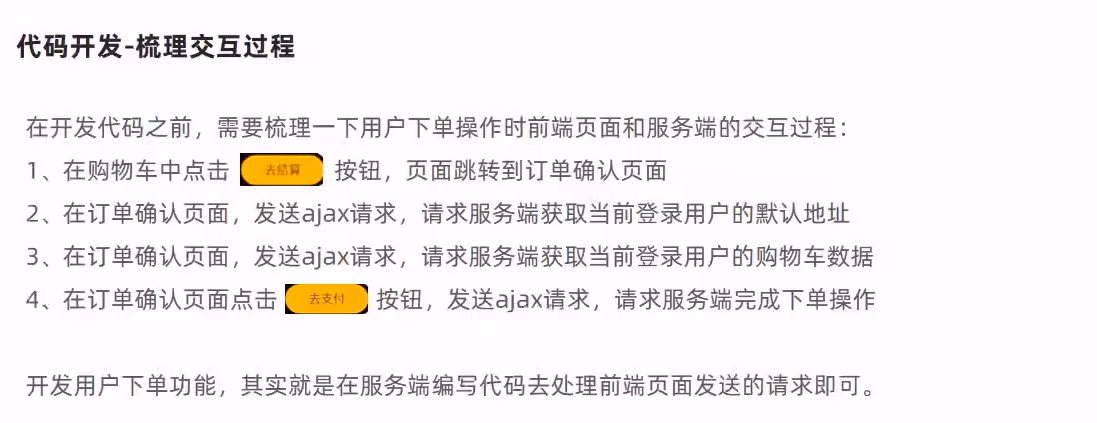 代码开发-梳理交互过程
在开发代码之前，需要梳理一下用户下单操作时前端页面和服务端的交互过程：
1、在购物车中点击 去结算 按钮，页面跳转到订单确认页面
2、在订单确认页面，发送ajax请求，请求服务端获取当前登录用户的默认地址
3、在订单确认页面，发送ajax请求，请求服务端获取当前登录用户的购物车数据
4、在订单确认页面点击 去支付 按钮，发送ajax请求，请求服务端完成下单操作
开发用户下单功能，其实就是在服务端编写代码去处理前端页面发送的请求即可。